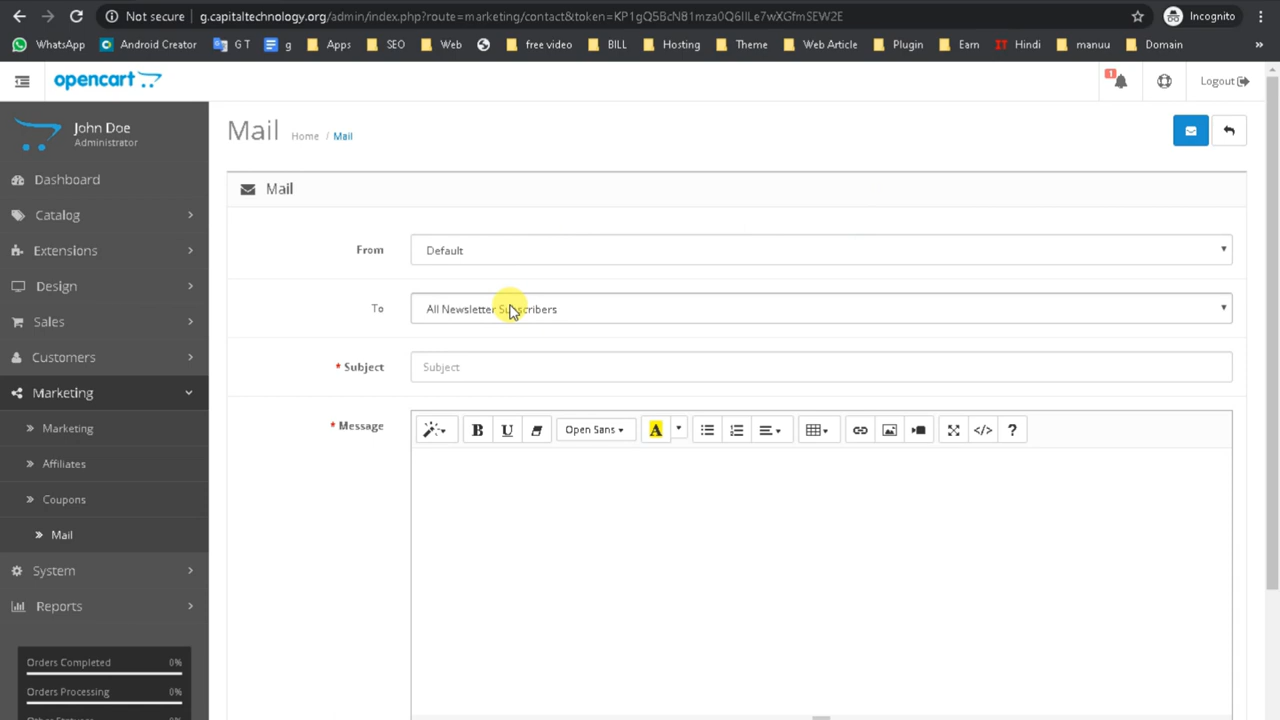 Not secure g.capitaltechnology.org/admin/index.php?route=marketing/contact&token=KP1gQ5BcN81mza0Q6IlLe7wXGfmSEW2E Incognito
WhatsApp Android Creator G T g Apps SEO Web free video BILL Hosting Theme Web Article Plugin Earn IT Hindi manuu Domain »
opencart 1 Logout
John Doe
Administrator
Mail Home / Mail
Dashboard
Catalog
Extensions
Design
Sales
Customers
Marketing
Marketing
Affiliates
Coupons
Mail
System
Reports
Orders Completed 0%
Orders Processing 0%
Mail
From Default
To All Newsletter Subscribers
* Subject Subject
* Message B U Open Sans A </> ?